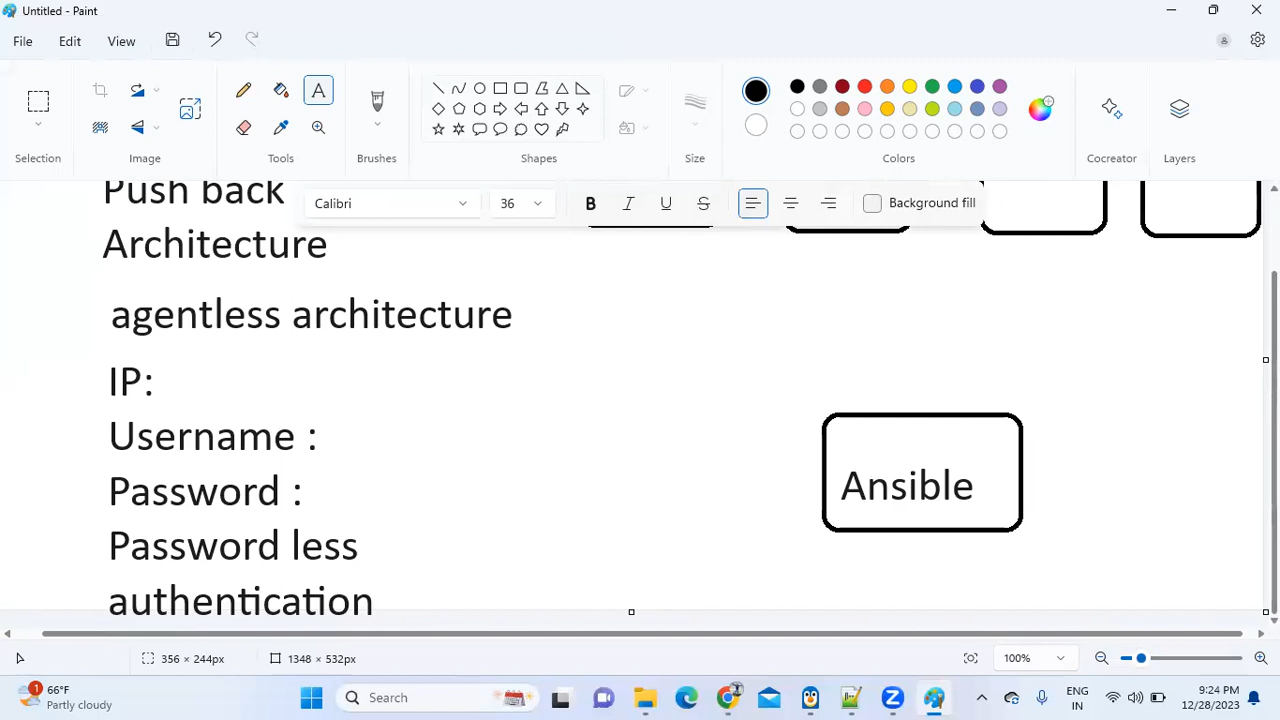 Untitled - Paint
File Edit View
Selection Image Tools Brushes Shapes Size Colors Cocreator Layers
Calibri 36 B I U S Background fill
Push back
Architecture
agentless architecture
IP:
Username :
Password :
Password less
authentication
Ansible
356 × 244px 1348 × 532px 100%
1 66°F
Partly cloudy
Search
ENG
IN
9:24 PM
12/28/2023